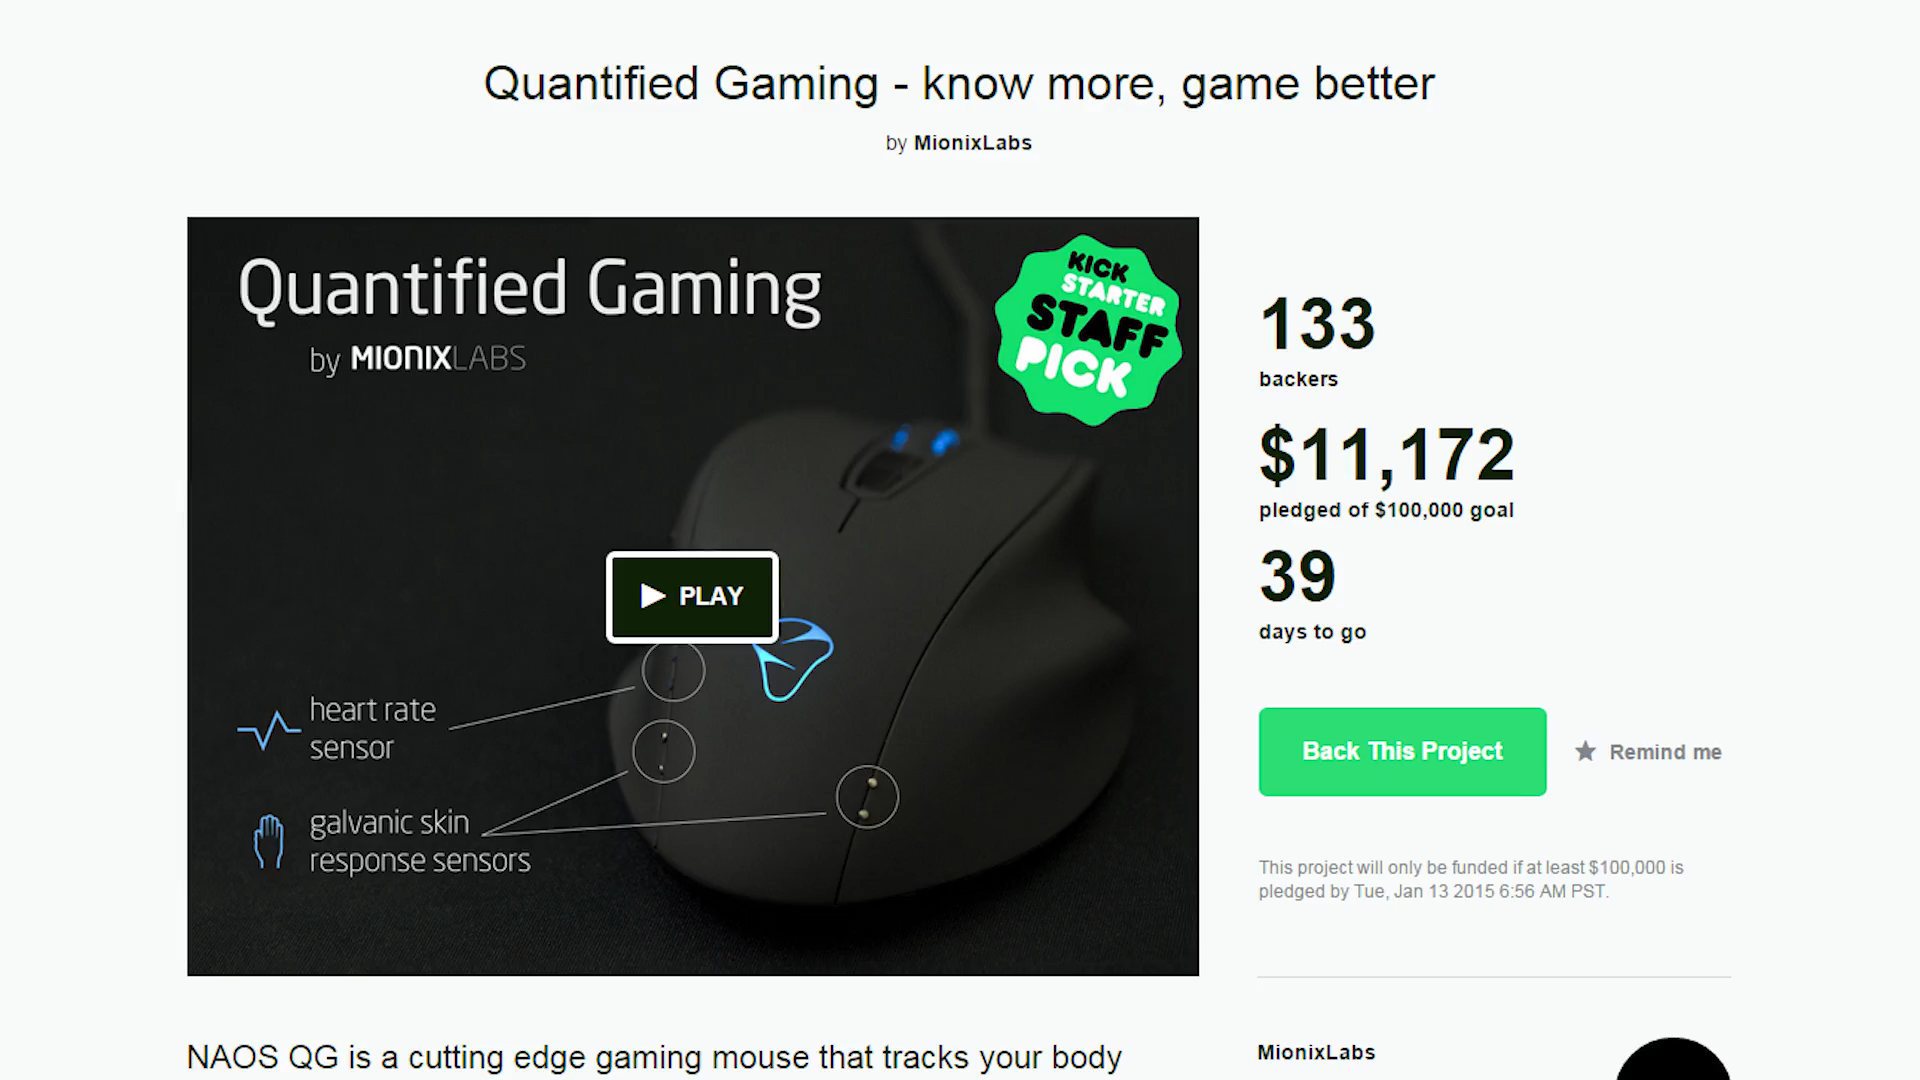 Quantified Gaming - know more, game better
by MionixLabs
Quantified Gaming
by MIONIXLABS
KICK
STARTER
STAFF
PICK
PLAY
heart rate
sensor
galvanic skin
response sensors
133
backers
$11,172
pledged of $100,000 goal
39
days to go
Back This Project
Remind me
This project will only be funded if at least $100,000 is
pledged by Tue, Jan 13 2015 6:56 AM PST.
NAOS QG is a cutting edge gaming mouse that tracks your body
MionixLabs